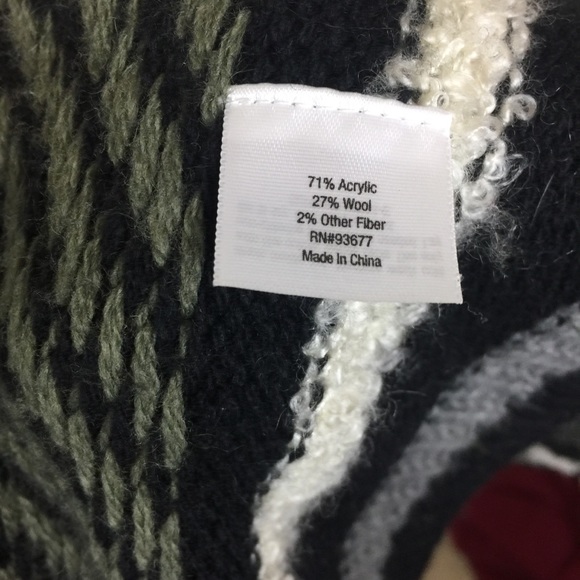 71% Acrylic
27% Wool
2% Other Fiber
RN#93677
Made In China